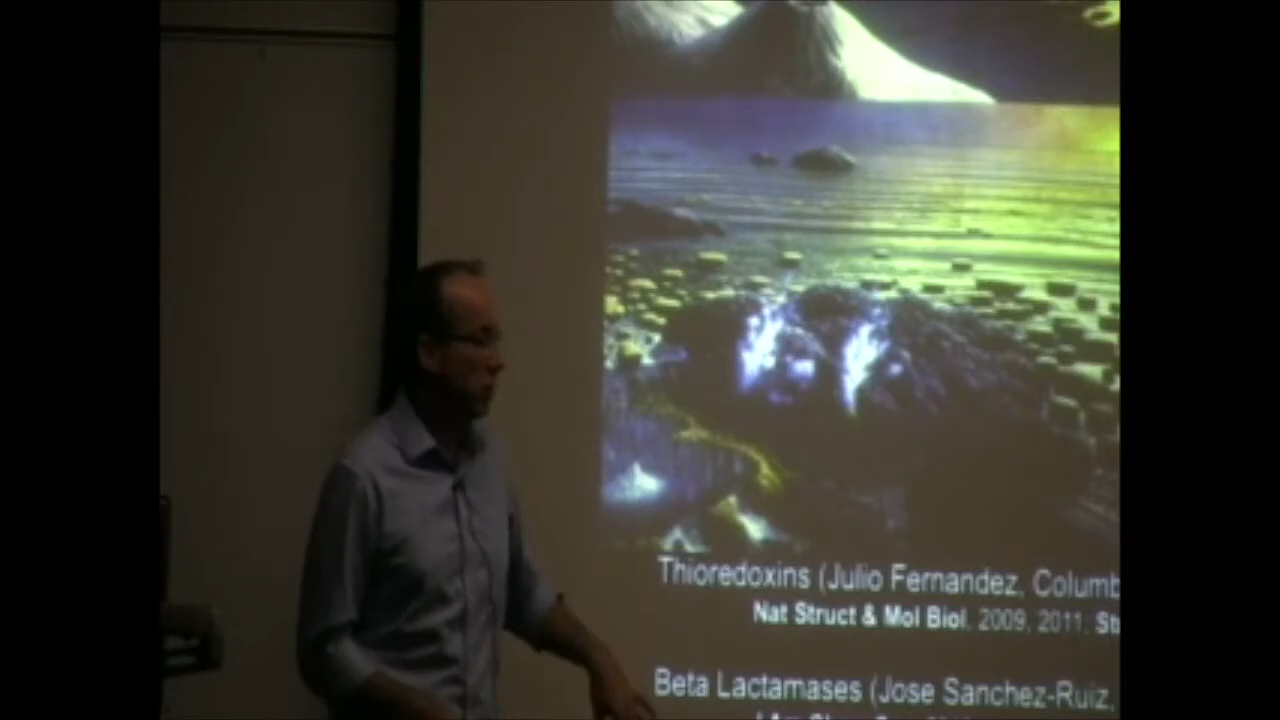 Thioredoxins (Julio Fernandez, Columb
Nat Struct & Mol Biol, 2009, 2011, St
Beta Lactamases (Jose Sanchez-Ruiz,